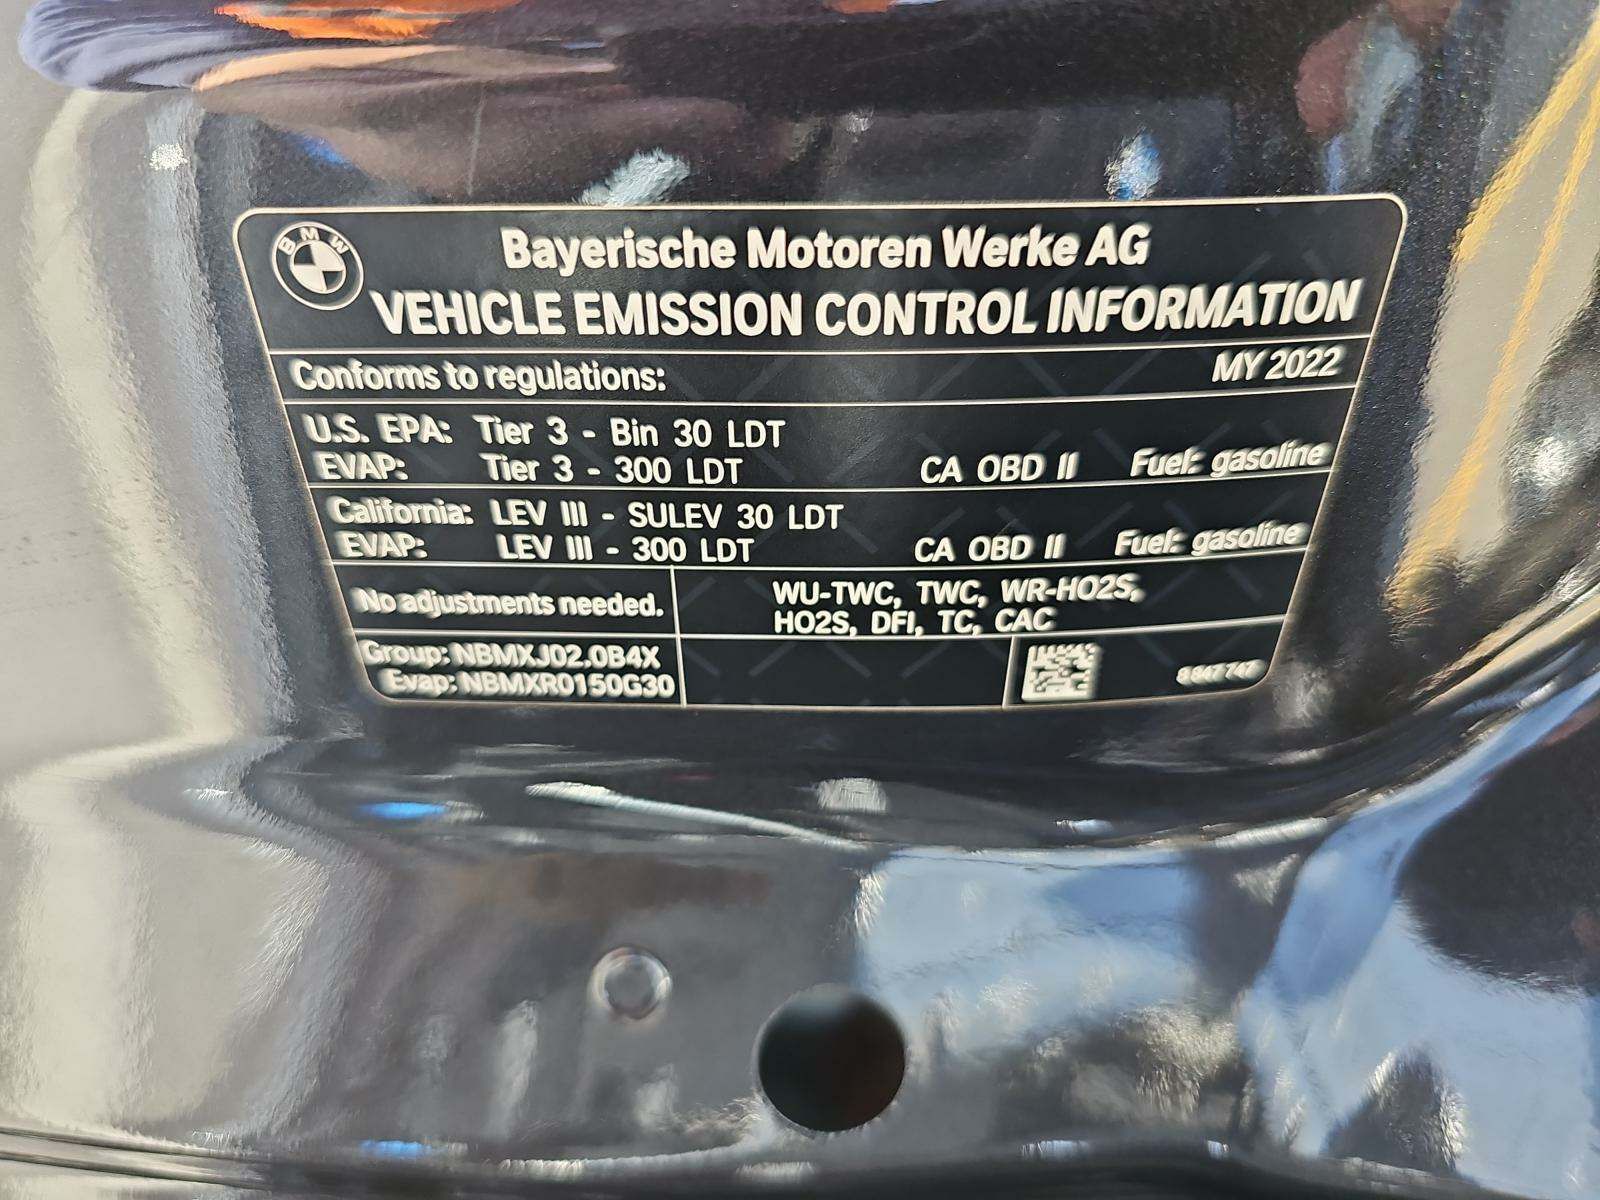 BMW
Bayerische Motoren Werke AG
VEHICLE EMISSION CONTROL INFORMATION
Conforms to regulations: MY 2022
U.S. EPA: Tier 3 - Bin 30 LDT
EVAP: Tier 3 - 300 LDT CA OBD II Fuel: gasoline
California: LEV III - SULEV 30 LDT
EVAP: LEV III - 300 LDT CA OBD II Fuel: gasoline
No adjustments needed.
WU-TWC, TWC, WR-HO2S,
HO2S, DFI, TC, CAC
Group: NBMXJ02.0B4X
Evap: NBMXR0150G30
747